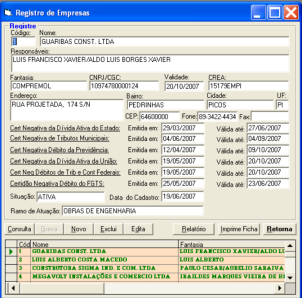 Registro de Empresas
Registro
Código: Nome:
1 GUARIBAS CONST. LTDA
Responsáveis:
LUIS FRANCISCO XAVIER/ALDO LUIS BORGES XAVIER
Fantasia: CNPJ/CGC: Validade: CREA:
COMPREMOL 10974780000124 20/10/2007 15179EMPI
Endereço: Bairro: Cidade: UF:
RUA PROJETADA, 174 S/N PEDRINHAS PICOS PI
CEP: 64600000 Fone: 89-3422-4434 Fax:
Cert Negativa da Dívida Ativa do Estado: Emitida em: 29/03/2007 Válida até: 27/06/2007
Cert Negativa de Tributos Municipais: Emitida em: 04/06/2007 Válida até: 04/09/2007
Cert Negativa Débito da Previdência: Emitida em: 12/04/2007 Válida até: 09/10/2007
Cert Negativa da Dívida Ativa da União: Emitida em: 19/05/2007 Válida até: 20/10/2007
Cert Neg Débitos de Trib e Cont Federais: Emitida em: 19/05/2007 Válida até: 20/10/2007
Certidão Negativa Débito do FGTS: Emitida em: 25/05/2007 Válida até: 23/06/2007
Situação: ATIVA Data do Cadastro: 19/06/2007
Ramo de Atuação: OBRAS DE ENGENHARIA
Consulta Grava Novo Exclui Edita Relatório Imprime Ficha Retorna
Cód Nome Fantasia
1 GUARIBAS CONST. LTDA LUIS FRANCISCO XAVIER/ALDO LU
2 LUIS ALBERTO COSTA MACEDO LUIS ALBERTO
3 CONSTRUTORA SIGMA IND. E COM. LTDA PAULO CESAR/AURELIO SARAIVA
4 MEGAVOLT INSTALAÇÕES E COMERCIO LT